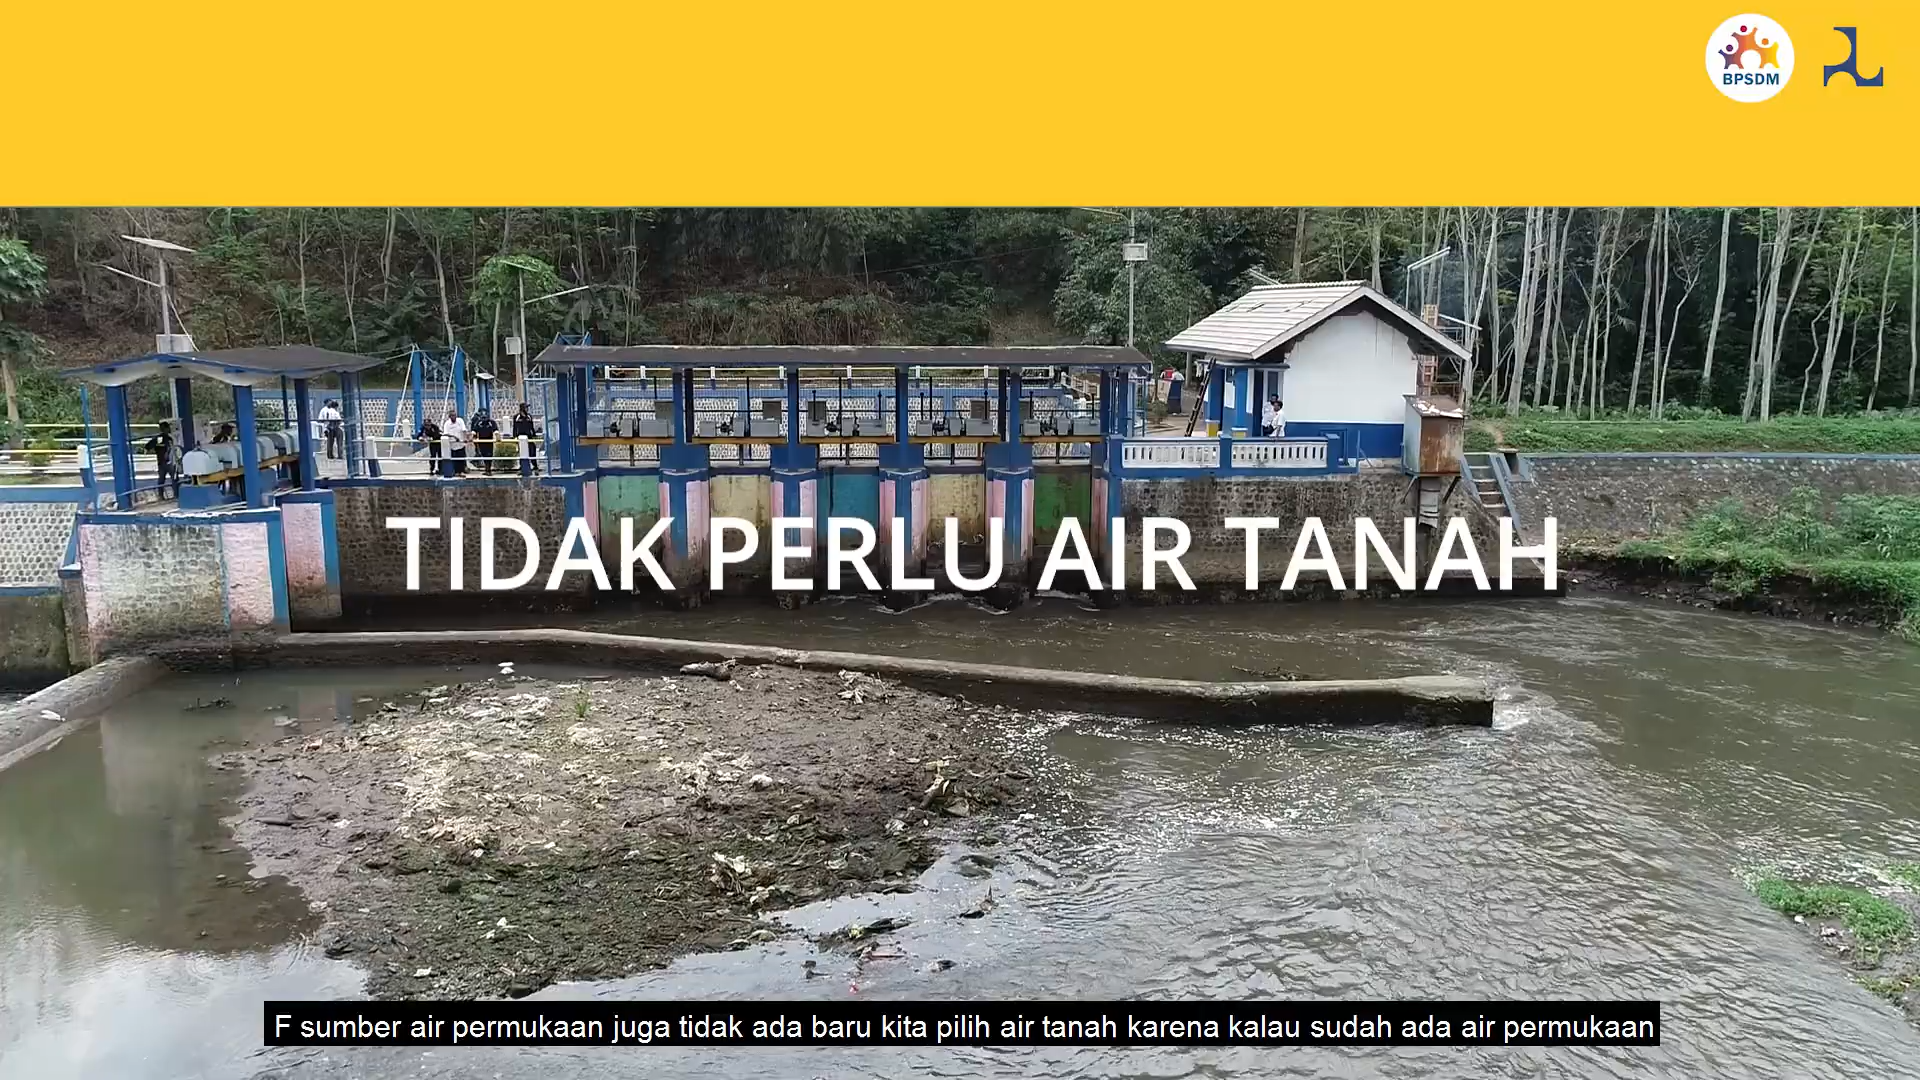 BPSDM
TIDAK PERLU AIR TANAH
F sumber air permukaan juga tidak ada baru kita pilih air tanah karena kalau sudah ada air permukaan